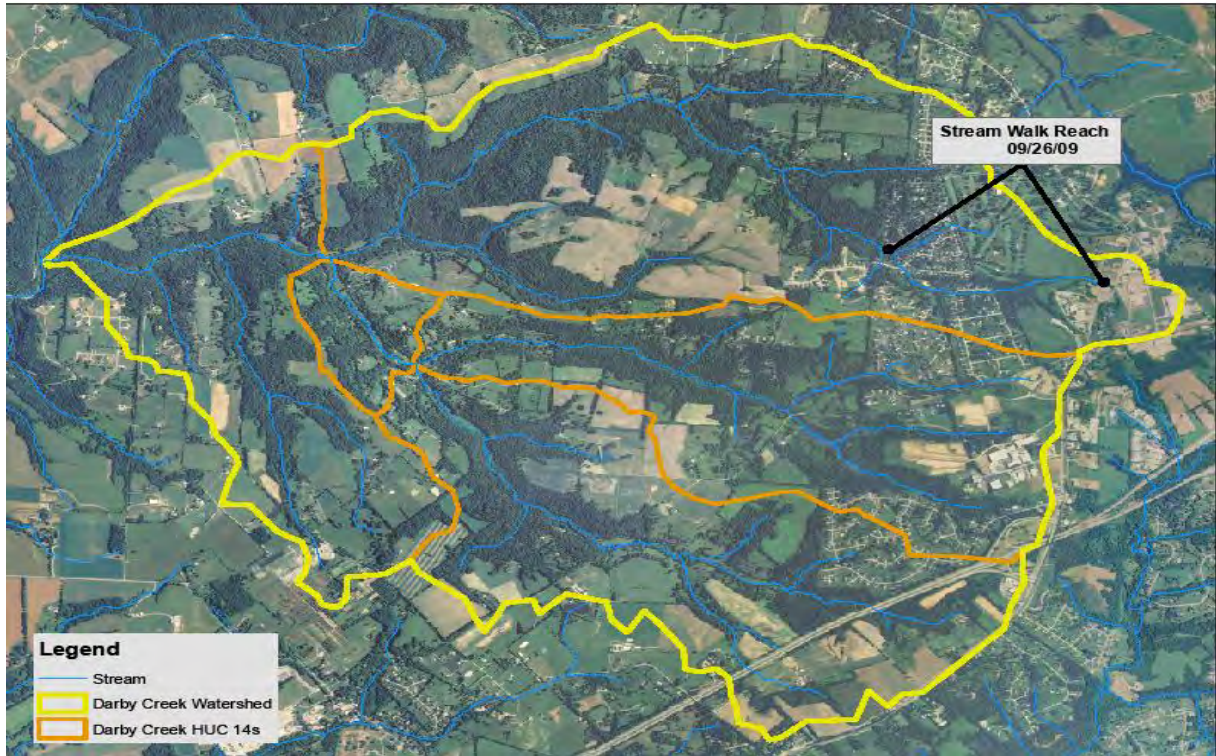 Stream Walk Reach
09/26/09
Legend
Stream
Darby Creek Watershed
Darby Creek HUC 14s